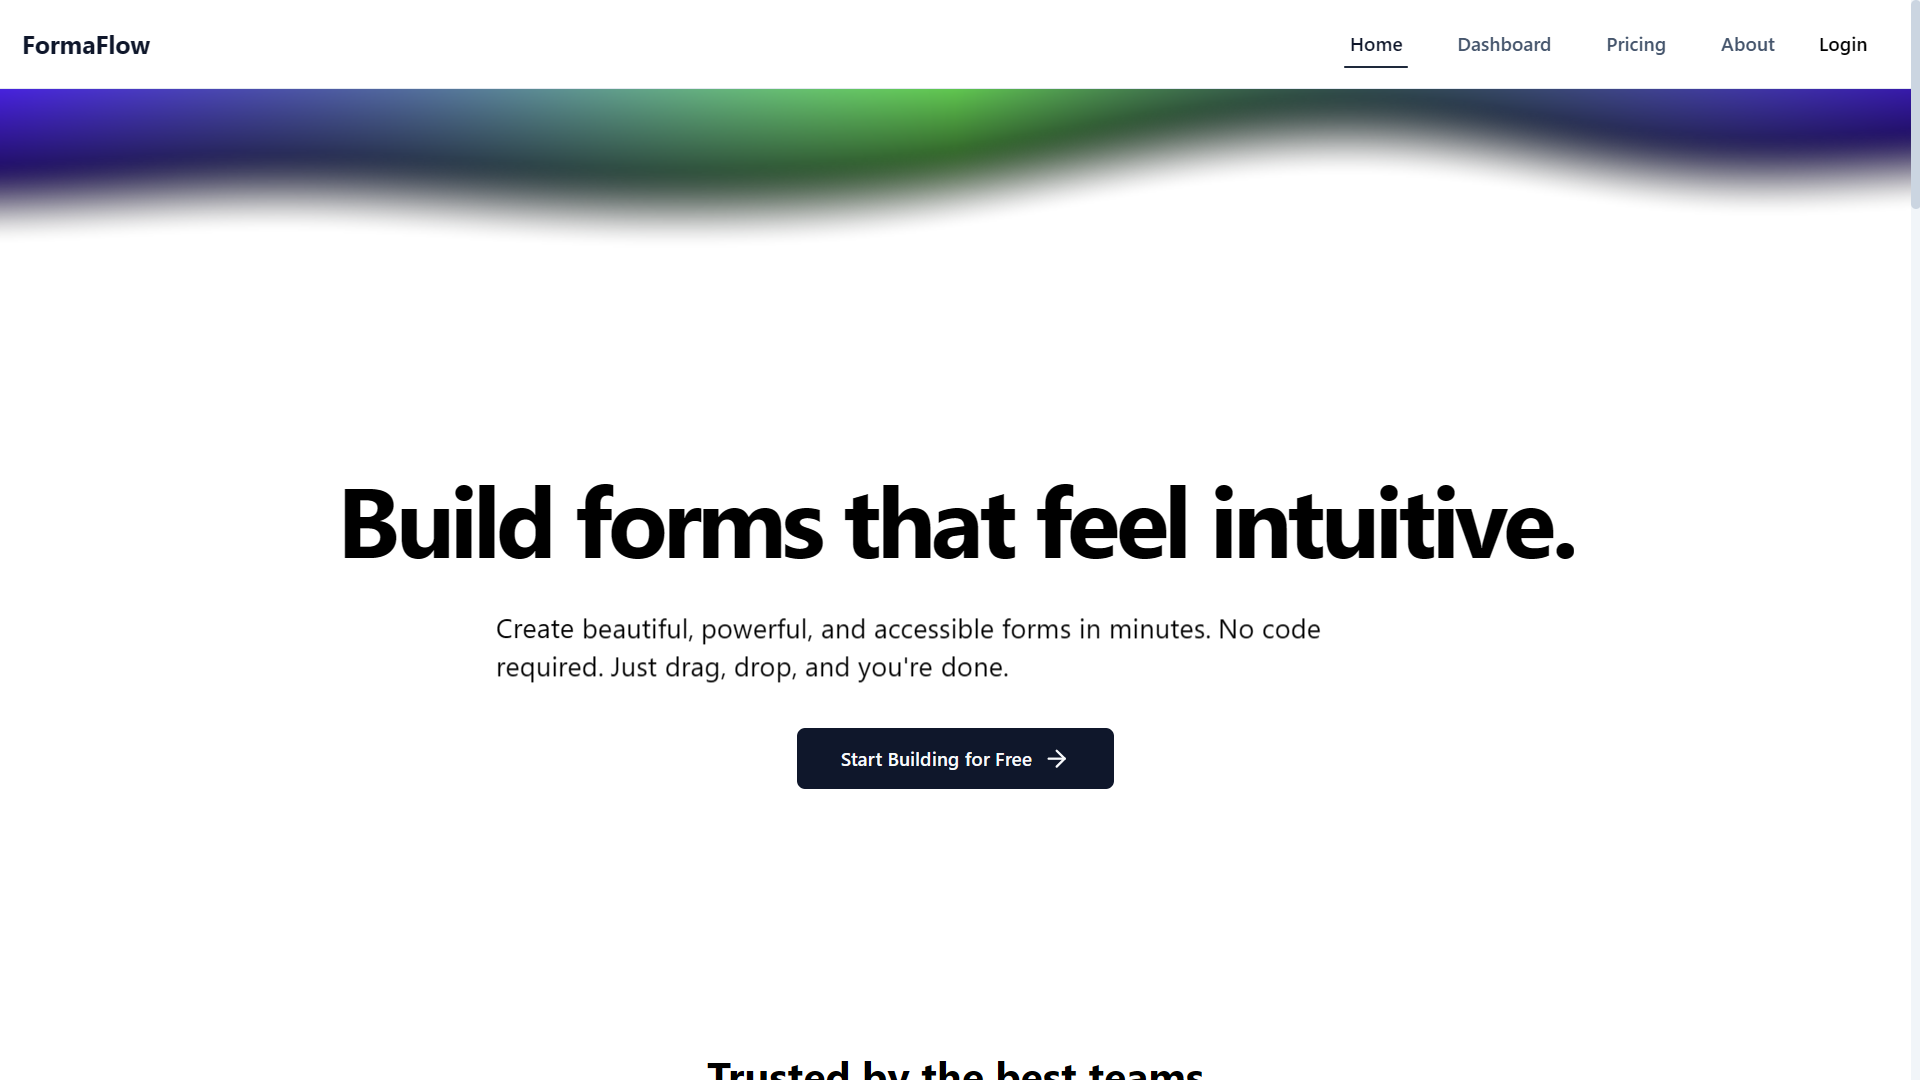 FormaFlow
Home
Dashboard
Pricing
About
Login
Build forms that feel intuitive.
Create beautiful, powerful, and accessible forms in minutes. No code
required. Just drag, drop, and you're done.
Start Building for Free
Trusted by the best teams